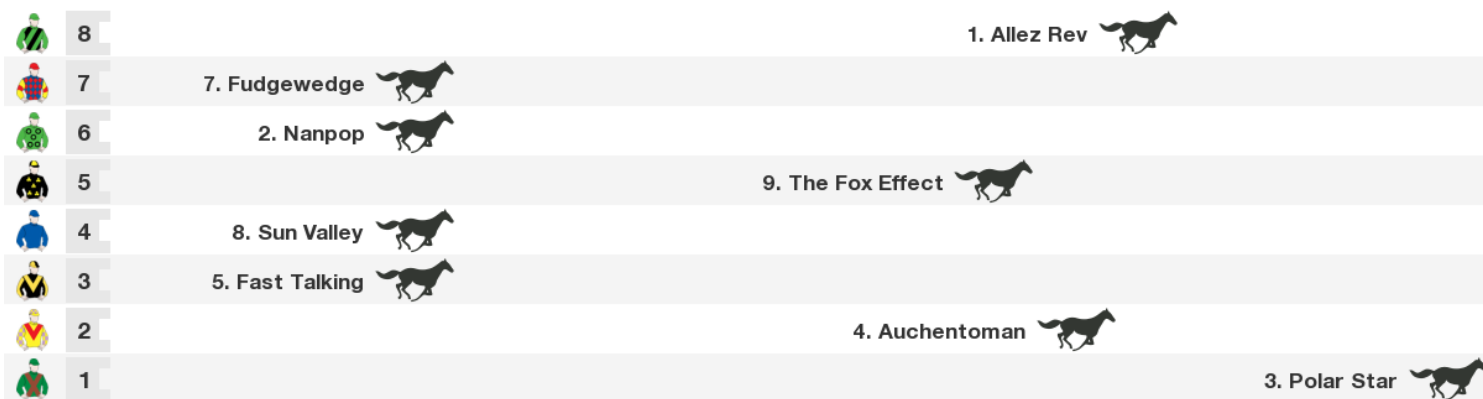 8 1. Allez Rev
7 7. Fudgewedge
6 2. Nanpop
5 9. The Fox Effect
4 8. Sun Valley
3 5. Fast Talking
2 4. Auchentoman
1 3. Polar Star